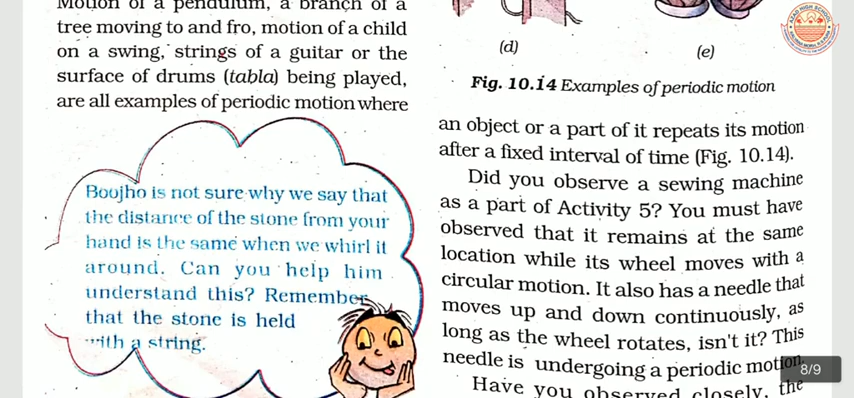 Motion of a pendulum, a branch of a
tree moving to and fro, motion of a child
on a swing, strings of a guitar or the
surface of drums (tabla) being played,
are all examples of periodic motion where
Boojho is not sure why we say that
the distance of the stone from your
hand is the same when we whirl it
around. Can you help him
understand this? Remember
that the stone is held
with a string.
(d)
(e)
Fig. 10.14 Examples of periodic motion
an object or a part of it repeats its motion
after a fixed interval of time (Fig. 10.14).
Did you observe a sewing machine
as a part of Activity 5? You must have
observed that it remains at the same
location while its wheel moves with a
circular motion. It also has a needle that
moves up and down continuously, as
long as the wheel rotates, isn't it? This
needle is undergoing a periodic motion.
Have you observed closely, the
8/9